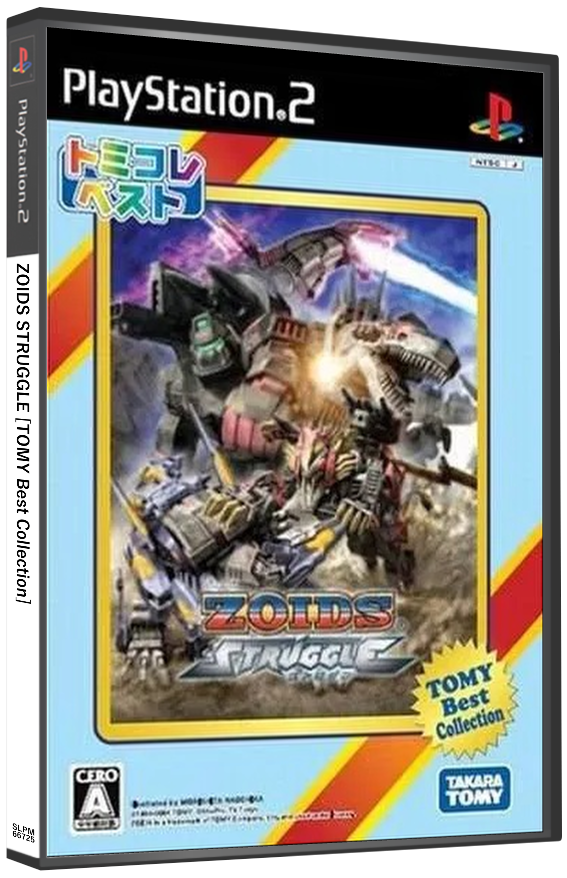 PlayStation®2
PlayStation®2
NTSC J
トミコレ
ベスト
ZOIDS STRUGGLE [TOMY Best Collection]
ZOIDS
STRUGGLE
TOMY
Best
Collection
CERO
A
TAKARA
TOMY
SLPM
66725